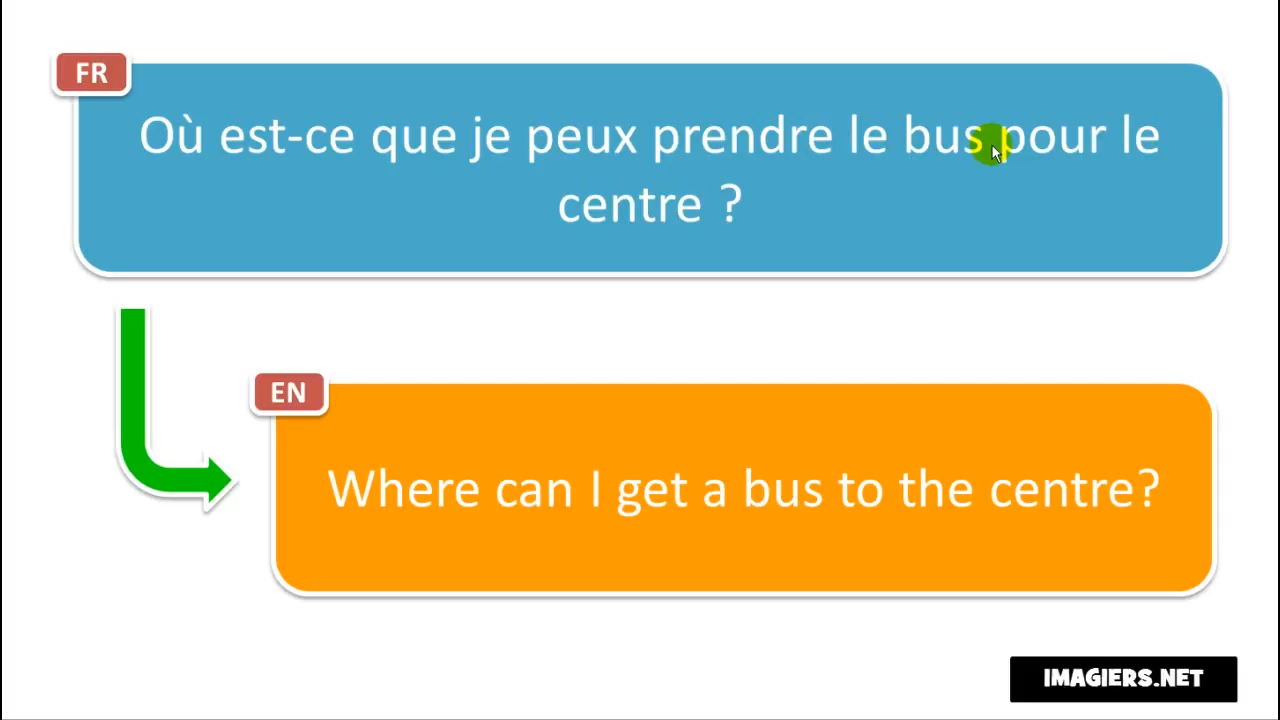 FR
Où est-ce que je peux prendre le bus pour le
centre ?
EN
Where can I get a bus to the centre?
IMAGIERS.NET